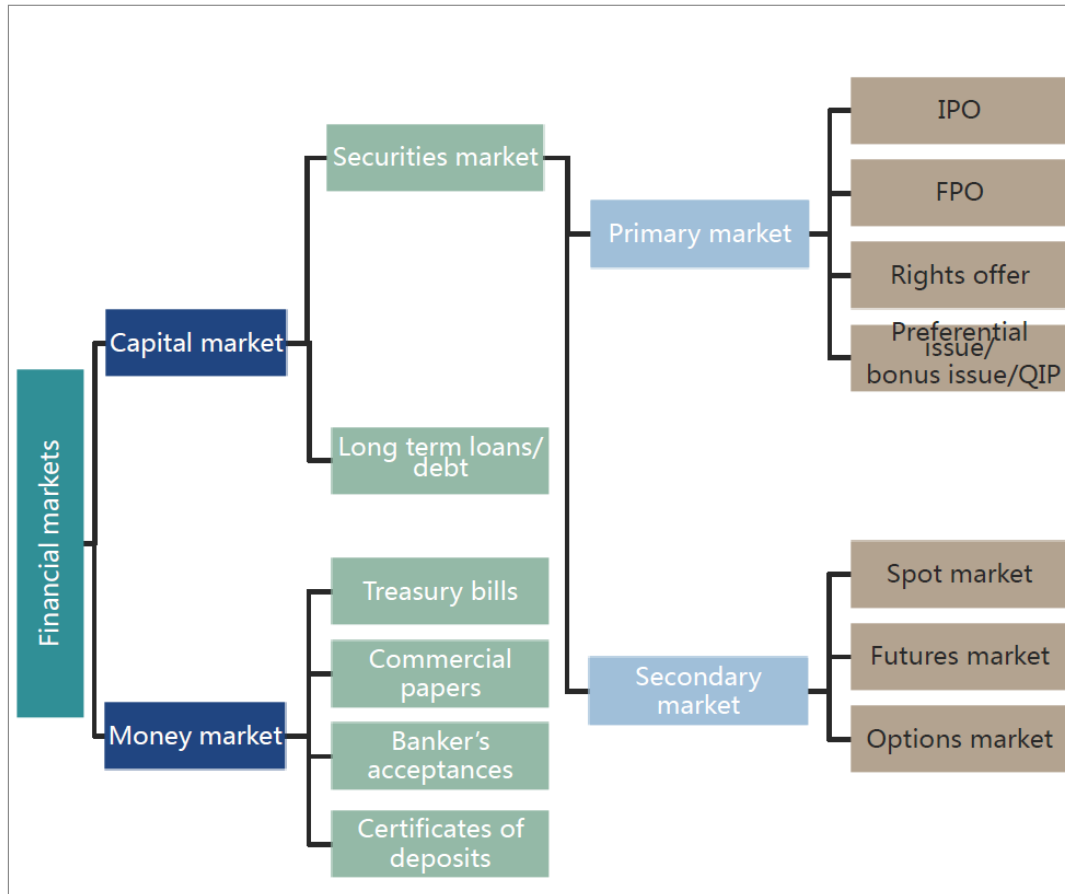 Financial markets
Capital market
Money market
Securities market
Long term loans/
debt
Treasury bills
Commercial
papers
Banker’s
acceptances
Certificates of
deposits
Primary market
Secondary
market
IPO
FPO
Rights offer
Preferential
issue/
bonus issue/QIP
Spot market
Futures market
Options market